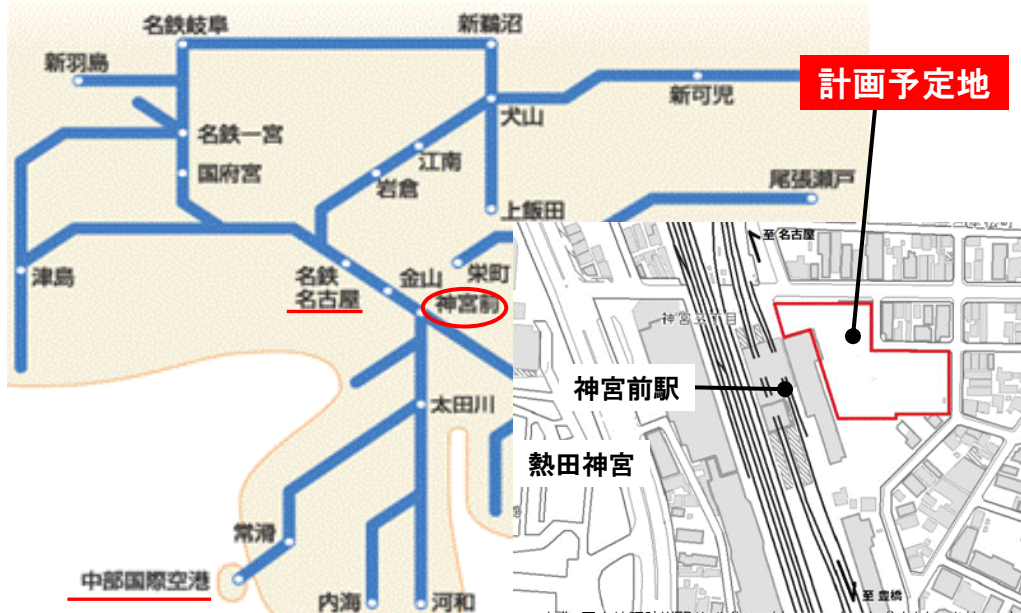 名鉄岐阜
新鵜沼
新羽島
新可児
計画予定地
犬山
名鉄一宮
江南
国府宮
岩倉
尾張瀬戸
上飯田
至 名古屋
津島
名鉄
名古屋
金山
栄町
神宮前
神宮前駅
太田川
熱田神宮
常滑
中部国際空港
内海
河和
至 豊橋